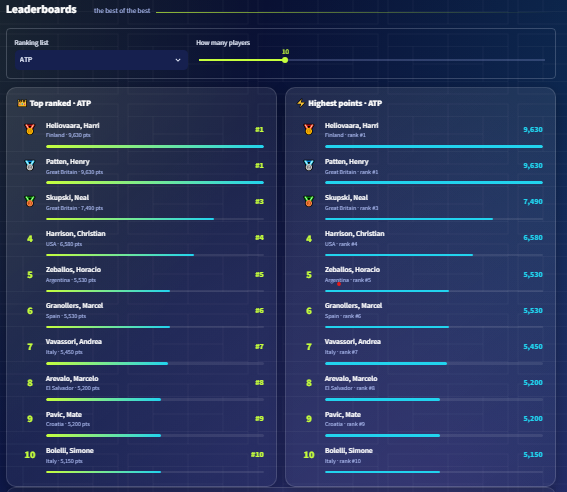 Leaderboards the best of the best
Ranking list
ATP
How many players
10
Top ranked · ATP
Heliovaara, Harri
Finland · 9,630 pts
#1
Patten, Henry
Great Britain · 9,630 pts
#1
Skupski, Neal
Great Britain · 7,490 pts
#3
4
Harrison, Christian
USA · 6,580 pts
#4
5
Zeballos, Horacio
Argentina · 5,530 pts
#5
6
Granollers, Marcel
Spain · 5,530 pts
#6
7
Vavassori, Andrea
Italy · 5,450 pts
#7
8
Arevalo, Marcelo
El Salvador · 5,200 pts
#8
9
Pavic, Mate
Croatia · 5,200 pts
#9
10
Bolelli, Simone
Italy · 5,150 pts
#10
Highest points · ATP
Heliovaara, Harri
Finland · rank #1
9,630
Patten, Henry
Great Britain · rank #1
9,630
Skupski, Neal
Great Britain · rank #3
7,490
4
Harrison, Christian
USA · rank #4
6,580
5
Zeballos, Horacio
Argentina · rank #5
5,530
6
Granollers, Marcel
Spain · rank #6
5,530
7
Vavassori, Andrea
Italy · rank #7
5,450
8
Arevalo, Marcelo
El Salvador · rank #8
5,200
9
Pavic, Mate
Croatia · rank #9
5,200
10
Bolelli, Simone
Italy · rank #10
5,150